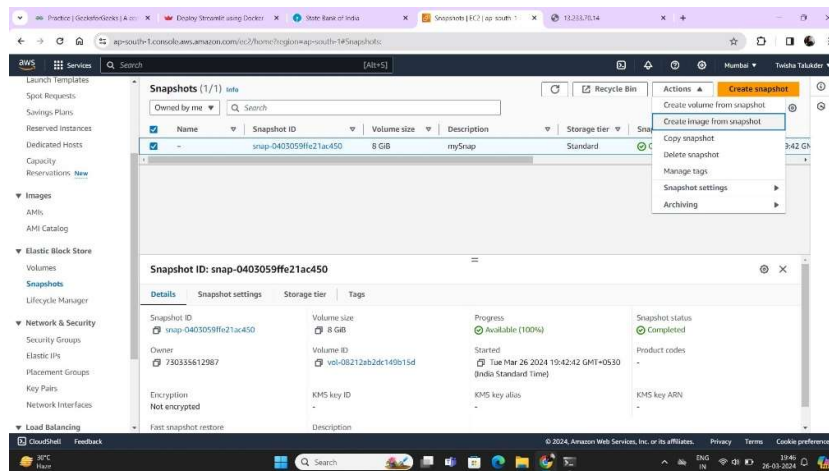 Practice | GeeksforGeeks | A co
Deploy Streamlit using Docker
State Bank of India
Snapshots | EC2 | ap-south-1
13.233.70.14
ap-south-1.console.aws.amazon.com/ec2/home?region=ap-south-1#Snapshots:
aws Services Search [Alt+S] Mumbai Twisha Talukder
Launch Templates
Spot Requests
Savings Plans
Reserved Instances
Dedicated Hosts
Capacity
Reservations New
Images
AMIs
AMI Catalog
Elastic Block Store
Volumes
Snapshots
Lifecycle Manager
Network & Security
Security Groups
Elastic IPs
Placement Groups
Key Pairs
Network Interfaces
Load Balancing
Snapshots (1/1) Info
Recycle Bin Actions Create snapshot
Owned by me Search
Name Snapshot ID Volume size Description Storage tier Snap
- snap-0403059ffe21ac450 8 GiB mySnap Standard
Create volume from snapshot
Create image from snapshot
Copy snapshot
Delete snapshot
Manage tags
Snapshot settings
Archiving
Snapshot ID: snap-0403059ffe21ac450
Details Snapshot settings Storage tier Tags
Snapshot ID Volume size Progress Snapshot status
snap-0403059ffe21ac450 8 GiB Available (100%) Completed
Owner Volume ID Started Product codes
730335612987 vol-08212ab2dc149b15d Tue Mar 26 2024 19:42:42 GMT+0530 -
(India Standard Time)
Encryption KMS key ID KMS key alias KMS key ARN
Not encrypted - - -
Fast snapshot restore Description
CloudShell Feedback © 2024, Amazon Web Services, Inc. or its affiliates. Privacy Terms Cookie preference
30°C
Haze
Search
ENG
IN
19:46
26-03-2024